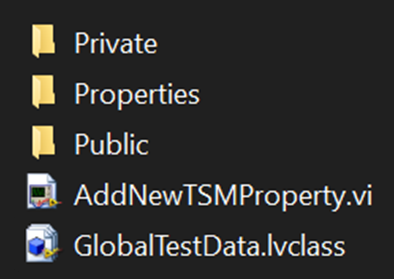 Private
Properties
Public
AddNewTSMProperty.vi
GlobalTestData.lvclass